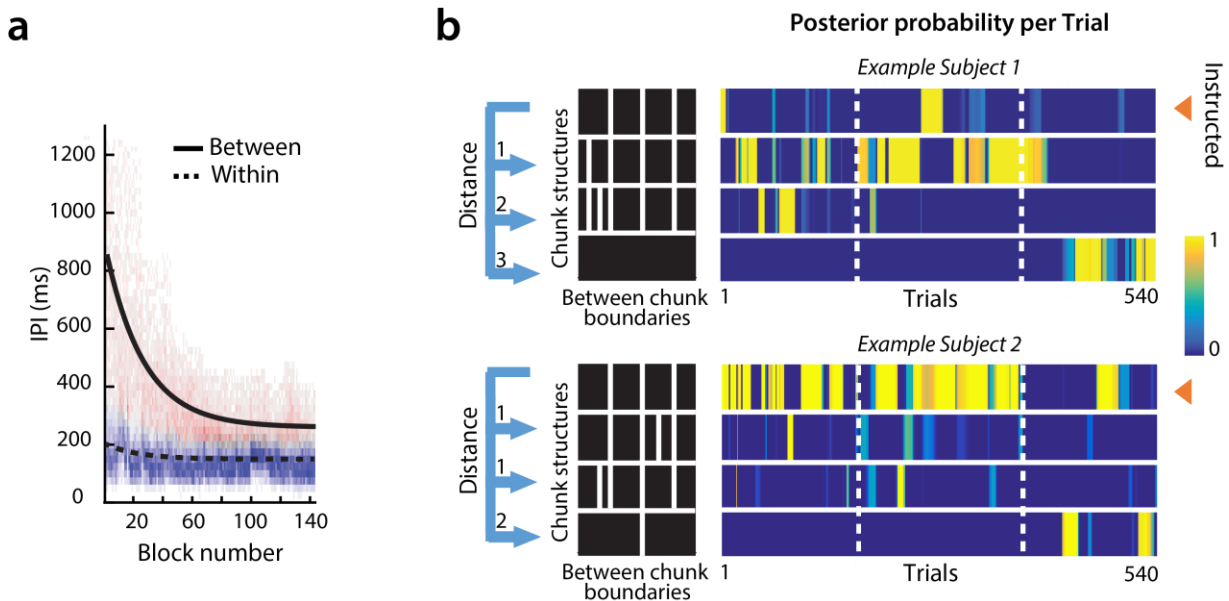 a
1200
1000
800
600
400
200
0
IPI (ms)
Between
Within
20
60
100
140
Block number
b
Posterior probability per Trial
Example Subject 1
Distance
1
2
3
Chunk structures
Between chunk
boundaries
1
Trials
540
Instructed
1
0
Example Subject 2
Distance
1
1
2
Chunk structures
Between chunk
boundaries
1
Trials
540